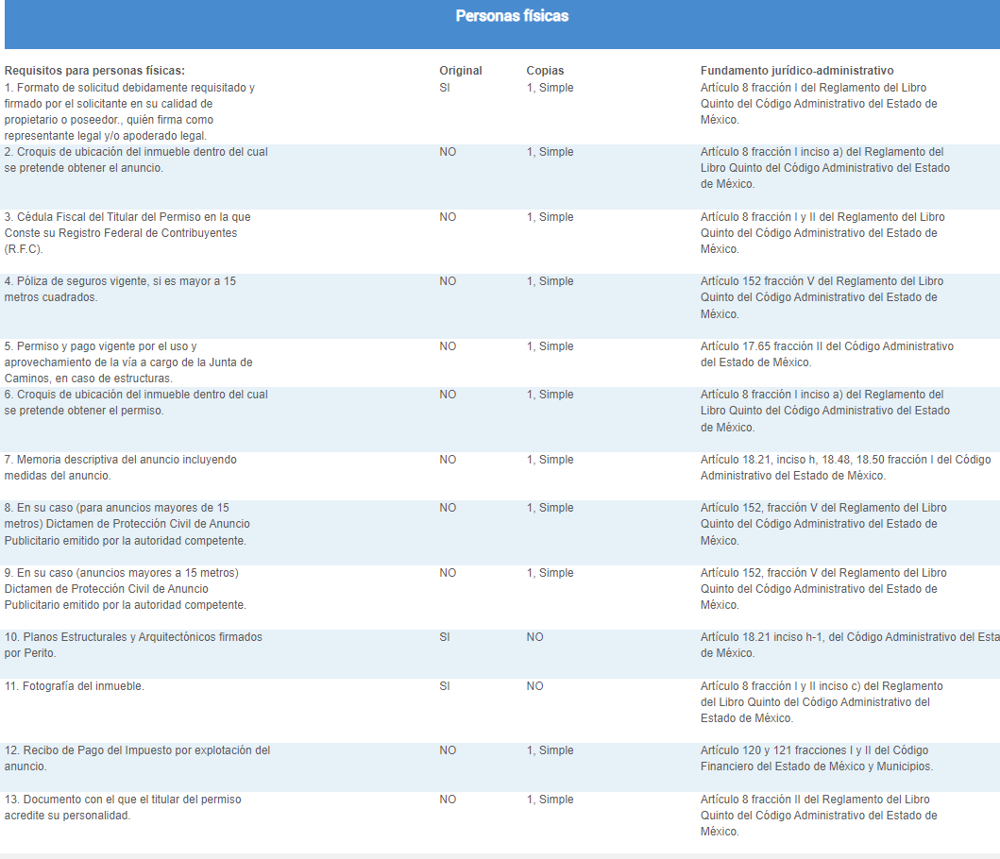 Personas físicas
Requisitos para personas físicas: Original Copias Fundamento jurídico-administrativo
1. Formato de solicitud debidamente requisitado y SI 1, Simple Artículo 8 fracción I del Reglamento del Libro
firmado por el solicitante en su calidad de Quinto del Código Administrativo del Estado de
propietario o poseedor., quién firma como México.
representante legal y/o apoderado legal.
2. Croquis de ubicación del inmueble dentro del cual NO 1, Simple Artículo 8 fracción I inciso a) del Reglamento del
se pretende obtener el anuncio. Libro Quinto del Código Administrativo del Estado
de México.
3. Cédula Fiscal del Titular del Permiso en la que NO 1, Simple Artículo 8 fracción I y II del Reglamento del Libro
Conste su Registro Federal de Contribuyentes Quinto del Código Administrativo del Estado de
(R.F.C). México.
4. Póliza de seguros vigente, si es mayor a 15 NO 1, Simple Artículo 152 fracción V del Reglamento del Libro
metros cuadrados. Quinto del Código Administrativo del Estado de
México.
5. Permiso y pago vigente por el uso y NO 1, Simple Artículo 17.65 fracción II del Código Administrativo
aprovechamiento de la vía a cargo de la Junta de del Estado de México.
Caminos, en caso de estructuras.
6. Croquis de ubicación del inmueble dentro del cual NO 1, Simple Artículo 8 fracción I inciso a) del Reglamento del
se pretende obtener el permiso. Libro Quinto del Código Administrativo del Estado
de México.
7. Memoria descriptiva del anuncio incluyendo NO 1, Simple Artículo 18.21, inciso h, 18.48, 18.50 fracción I del Código
medidas del anuncio. Administrativo del Estado de México.
8. En su caso (para anuncios mayores de 15 NO 1, Simple Artículo 152, fracción V del Reglamento del Libro
metros) Dictamen de Protección Civil de Anuncio Quinto del Código Administrativo del Estado de
Publicitario emitido por la autoridad competente. México.
9. En su caso (anuncios mayores a 15 metros) NO 1, Simple Artículo 152, fracción V del Reglamento del Libro
Dictamen de Protección Civil de Anuncio Quinto del Código Administrativo del Estado de
Publicitario emitido por la autoridad competente. México.
10. Planos Estructurales y Arquitectónicos firmados SI NO Artículo 18.21 inciso h-1, del Código Administrativo del Esta
por Perito. de México.
11. Fotografía del inmueble. SI NO Artículo 8 fracción I y II inciso c) del Reglamento
del Libro Quinto del Código Administrativo del
Estado de México.
12. Recibo de Pago del Impuesto por explotación del NO 1, Simple Artículo 120 y 121 fracciones I y II del Código
anuncio. Financiero del Estado de México y Municipios.
13. Documento con el que el titular del permiso NO 1, Simple Artículo 8 fracción II del Reglamento del Libro
acredite su personalidad. Quinto del Código Administrativo del Estado de
México.